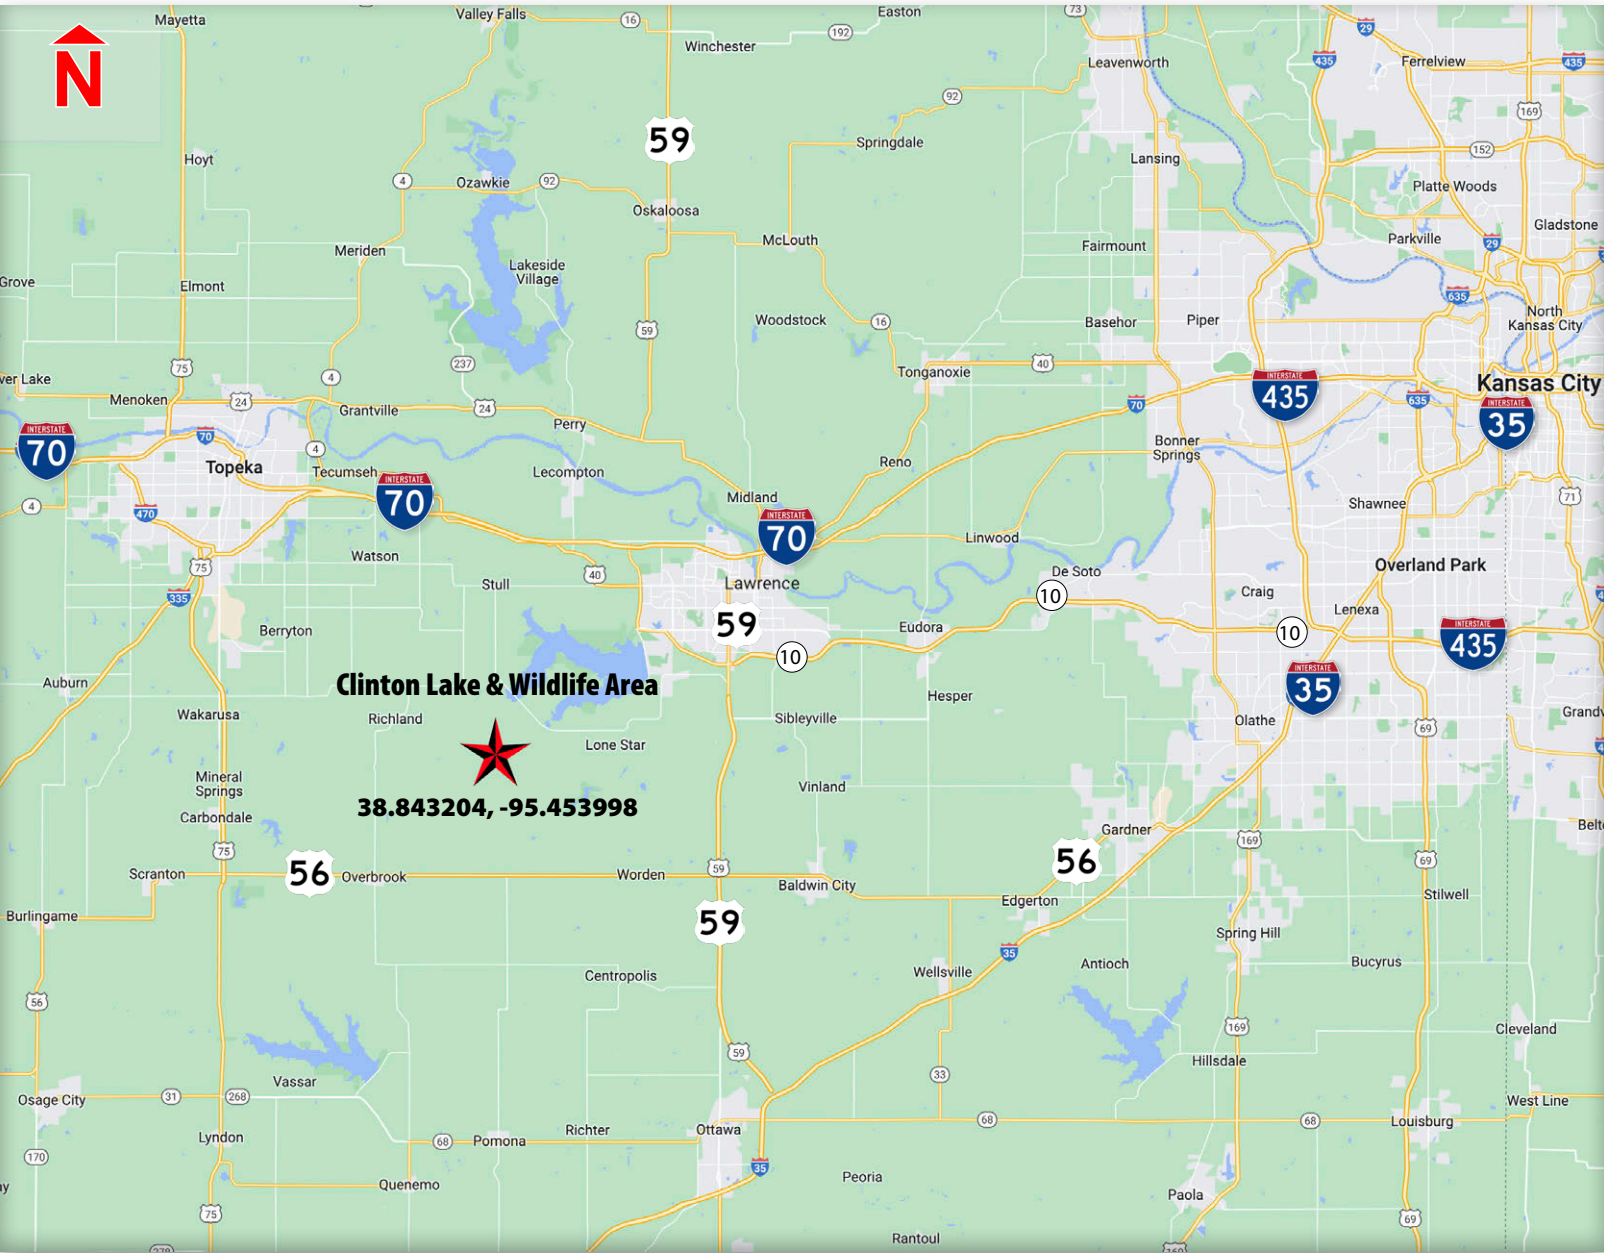 Mayetta
Valley Falls
16
Easton
192
Winchester
73
29
N
Leavenworth
435
Ferrelview
435
92
169
59
Springdale
152
Hoyt
Lansing
4
Ozawkie
92
Platte Woods
Oskaloosa
Gladstone
McLouth
Parkville
29
Meriden
Fairmount
Lakeside
Village
Grove
Elmont
635
Woodstock
16
Basehor
Piper
North
Kansas City
59
75
237
40
4
Tonganoxie
ver Lake
Kansas City
INTERSTATE
435
Menoken
24
Grantville
24
70
635
INTERSTATE
35
Perry
INTERSTATE
70
70
4
Bonner
Springs
Topeka
Tecumseh
Lecompton
Reno
INTERSTATE
70
Midland
Shawnee
71
4
470
INTERSTATE
70
Linwood
Watson
75
40
Stull
Lawrence
De Soto
Overland Park
10
Craig
335
Lenexa
59
Eudora
Berryton
10
10
INTERSTATE
435
INTERSTATE
35
Auburn
Clinton Lake & Wildlife Area
Hesper
Wakarusa
Richland
Sibleyville
Olathe
Grandv
69
Lone Star
Mineral
Springs
Vinland
38.843204, -95.453998
Carbondale
Gardner
Belt
75
169
56
Scranton
56
Overbrook
Worden
59
Baldwin City
69
Stilwell
Edgerton
Burlingame
59
Spring Hill
35
Centropolis
Wellsville
Antioch
Bucyrus
56
169
Cleveland
59
Hillsdale
Vassar
33
Osage City
31
268
West Line
68
68
Louisburg
Lyndon
68
Pomona
Richter
Ottawa
170
35
Peoria
Quenemo
Paola
75
69
Rantoul